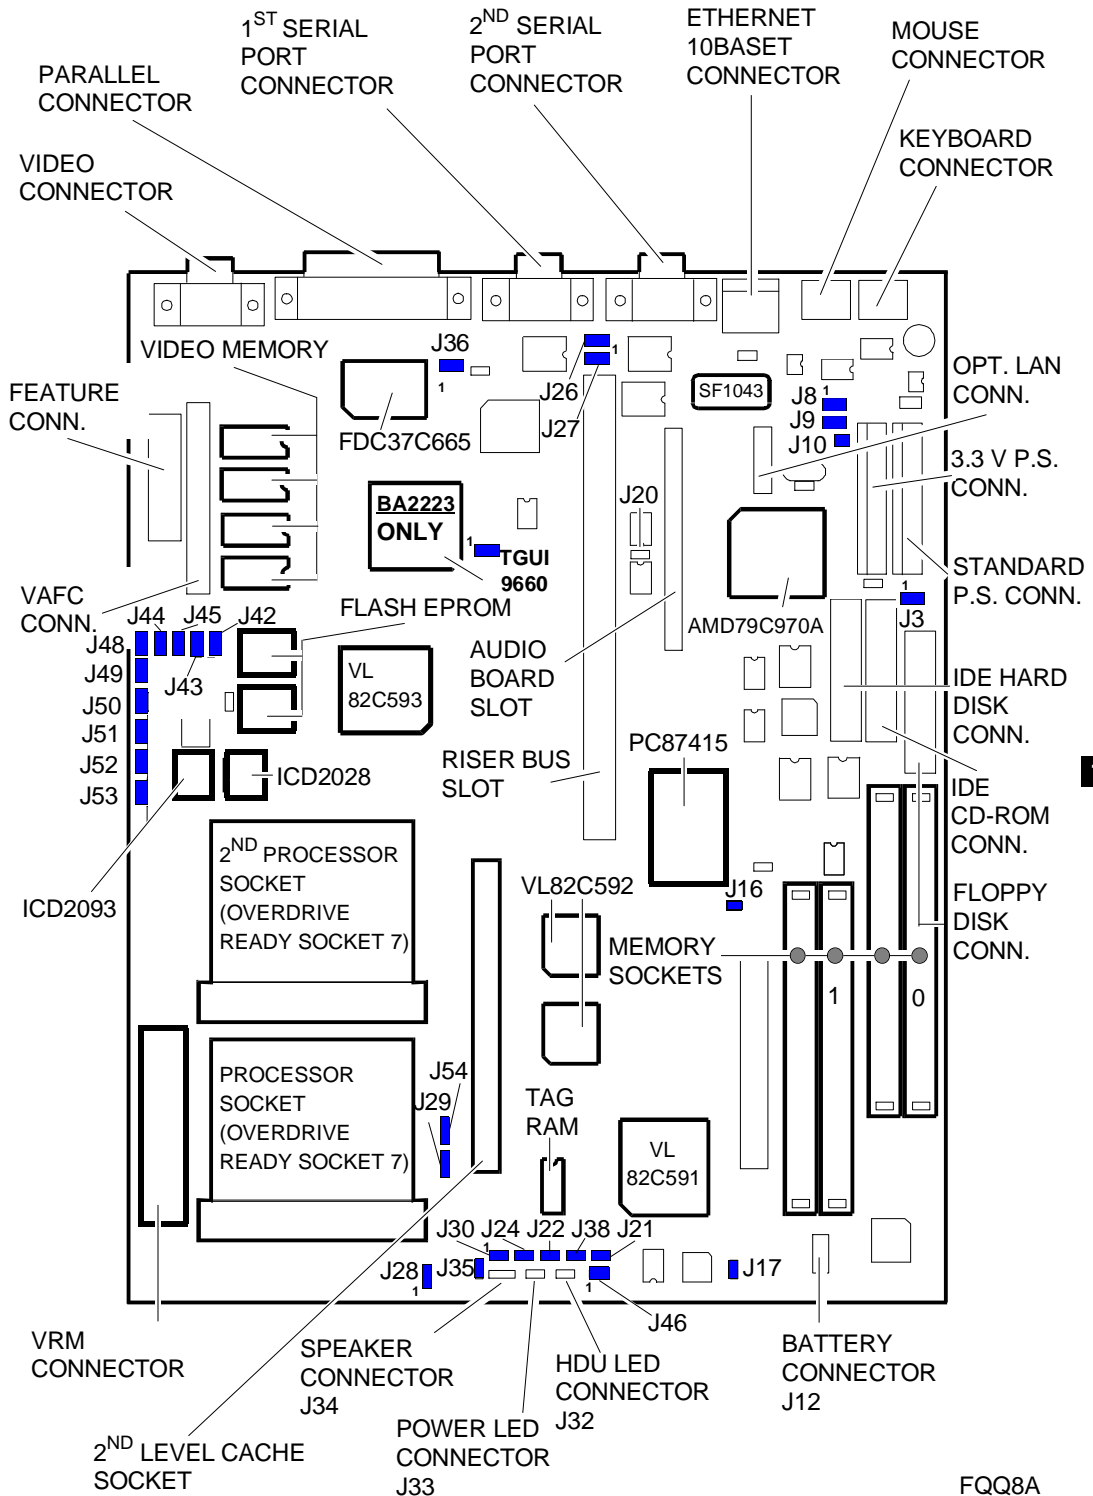 1ST SERIAL
PORT
CONNECTOR
2ND SERIAL
PORT
CONNECTOR
ETHERNET
10BASET
CONNECTOR
MOUSE
CONNECTOR
PARALLEL
CONNECTOR
KEYBOARD
CONNECTOR
VIDEO
CONNECTOR
VIDEO MEMORY
J36
1
J26
1
J27
FDC37C665
SF1043
J8
1
J9
J10
OPT. LAN
CONN.
FEATURE
CONN.
3.3 V P.S.
CONN.
BA2223
ONLY
1
TGUI
9660
J20
STANDARD
P.S. CONN.
VAFC
CONN.
FLASH EPROM
AMD79C970A
1
J3
J44
J45
J42
J48
J43
J49
J50
J51
J52
J53
VL
82C593
AUDIO
BOARD
SLOT
IDE HARD
DISK
CONN.
ICD2028
RISER BUS
SLOT
PC87415
IDE
CD-ROM
CONN.
ICD2093
2ND PROCESSOR
SOCKET
(OVERDRIVE
READY SOCKET 7)
VL82C592
J16
FLOPPY
DISK
CONN.
MEMORY
SOCKETS
1
0
PROCESSOR
SOCKET
(OVERDRIVE
READY SOCKET 7)
J54
J29
TAG
RAM
VL
82C591
J30
J24
J22
J38
J21
1
J28
1
J35
1
J46
J17
VRM
CONNECTOR
SPEAKER
CONNECTOR
J34
HDU LED
CONNECTOR
J32
BATTERY
CONNECTOR
J12
POWER LED
CONNECTOR
J33
2ND LEVEL CACHE
SOCKET
FQQ8A